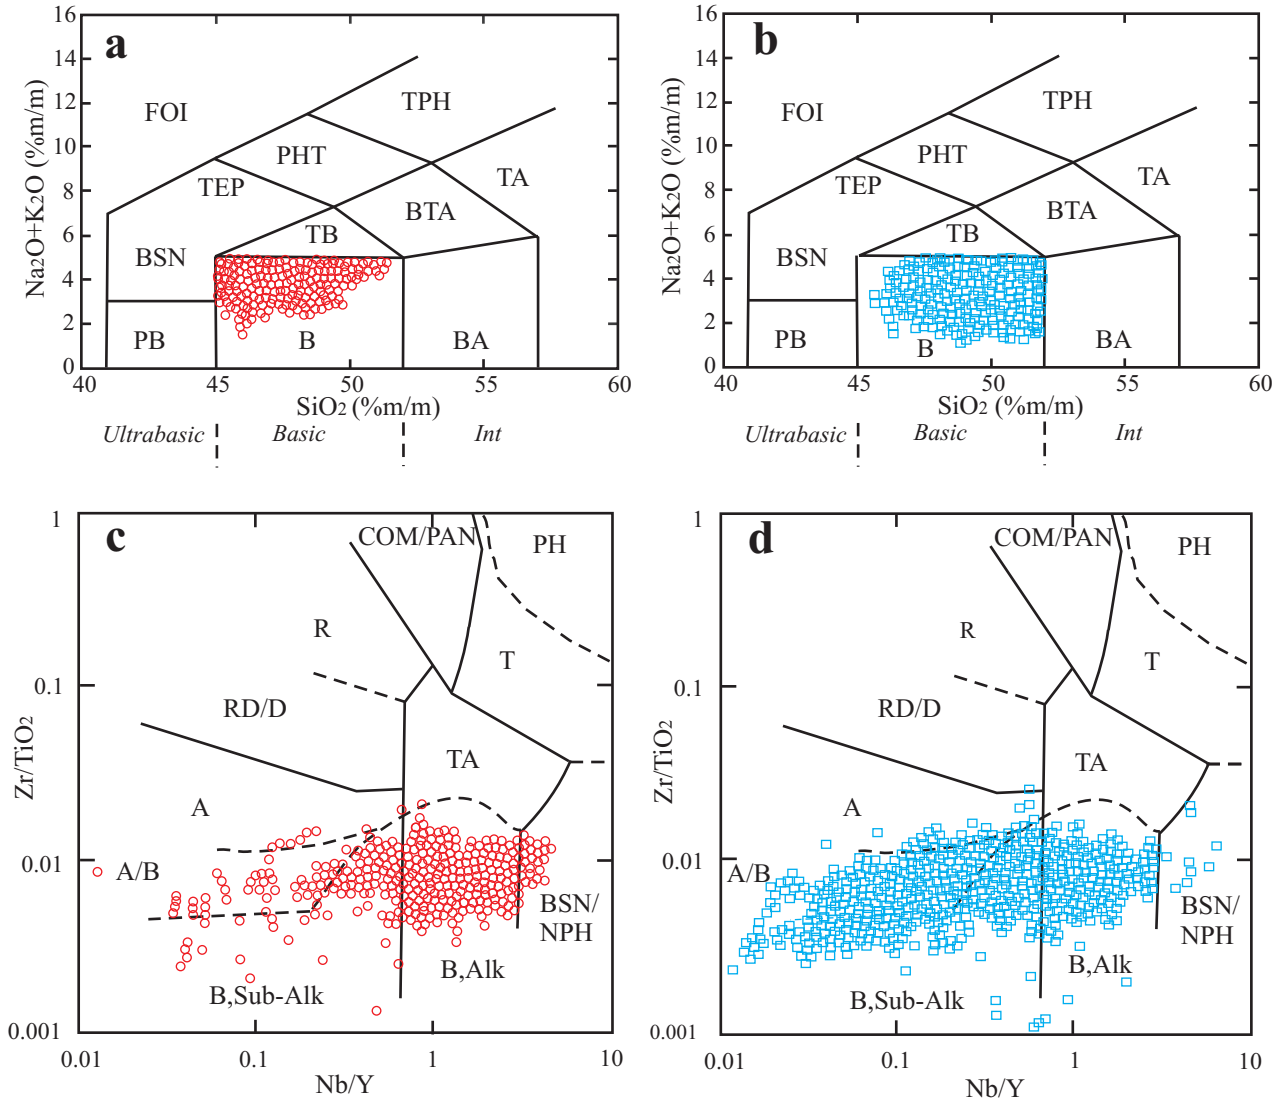 a
16
14
12
10
8
6
4
2
0
Na2O+K2O (%m/m)
FOI
TPH
PHT
TEP
TA
BTA
TB
BSN
PB
B
BA
40
45
50
55
60
SiO2 (%m/m)
Ultrabasic
Basic
Int
b
16
14
12
10
8
6
4
2
0
Na2O+K2O (%m/m)
FOI
TPH
PHT
TEP
TA
BTA
TB
BSN
PB
B
BA
40
45
50
55
60
SiO2 (%m/m)
Ultrabasic
Basic
Int
c
1
0.1
0.01
0.001
Zr/TiO2
COM/PAN
PH
R
T
RD/D
TA
A
A/B
BSN/
NPH
B,Alk
B,Sub-Alk
0.01
0.1
1
10
Nb/Y
d
1
0.1
0.01
0.001
Zr/TiO2
COM/PAN
PH
R
T
RD/D
TA
A
A/B
BSN/
NPH
B,Alk
B,Sub-Alk
0.01
0.1
1
10
Nb/Y